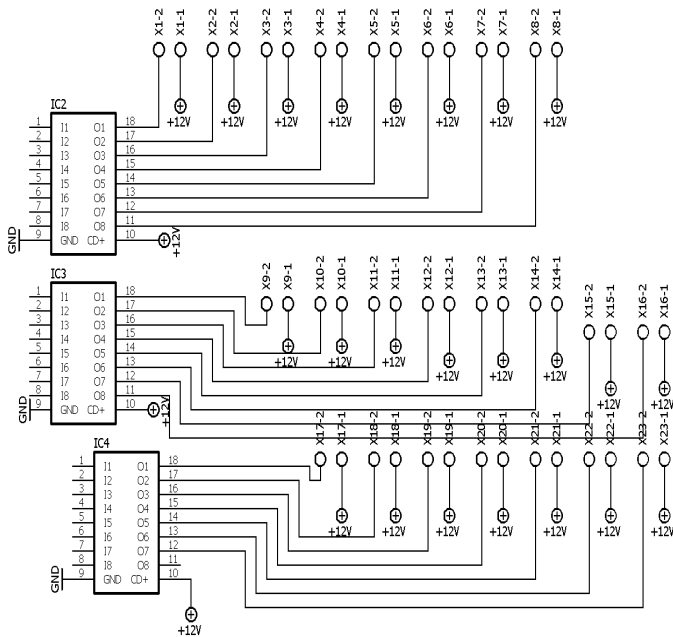 X1-2 X1-1 X2-2 X2-1 X3-2 X3-1 X4-2 X4-1 X5-2 X5-1 X6-2 X6-1 X7-2 X7-1 X8-2 X8-1
+12V +12V +12V +12V +12V +12V +12V +12V
IC2
1 I1 O1 18
2 I2 O2 17
3 I3 O3 16
4 I4 O4 15
5 I5 O5 14
6 I6 O6 13
7 I7 O7 12
8 I8 O8 11
GND 9 GND CD+ 10 +12V
X9-2 X9-1 X10-2 X10-1 X11-2 X11-1 X12-2 X12-1 X13-2 X13-1 X14-2 X14-1 X15-2 X15-1 X16-2 X16-1
+12V +12V +12V +12V +12V +12V +12V +12V
IC3
1 I1 O1 18
2 I2 O2 17
3 I3 O3 16
4 I4 O4 15
5 I5 O5 14
6 I6 O6 13
7 I7 O7 12
8 I8 O8 11
GND 9 GND CD+ 10 +12V
X17-2 X17-1 X18-2 X18-1 X19-2 X19-1 X20-2 X20-1 X21-2 X21-1 X22-2 X22-1 X23-2 X23-1
+12V +12V +12V +12V +12V +12V +12V
IC4
1 I1 O1 18
2 I2 O2 17
3 I3 O3 16
4 I4 O4 15
5 I5 O5 14
6 I6 O6 13
7 I7 O7 12
8 I8 O8 11
GND 9 GND CD+ 10
+12V